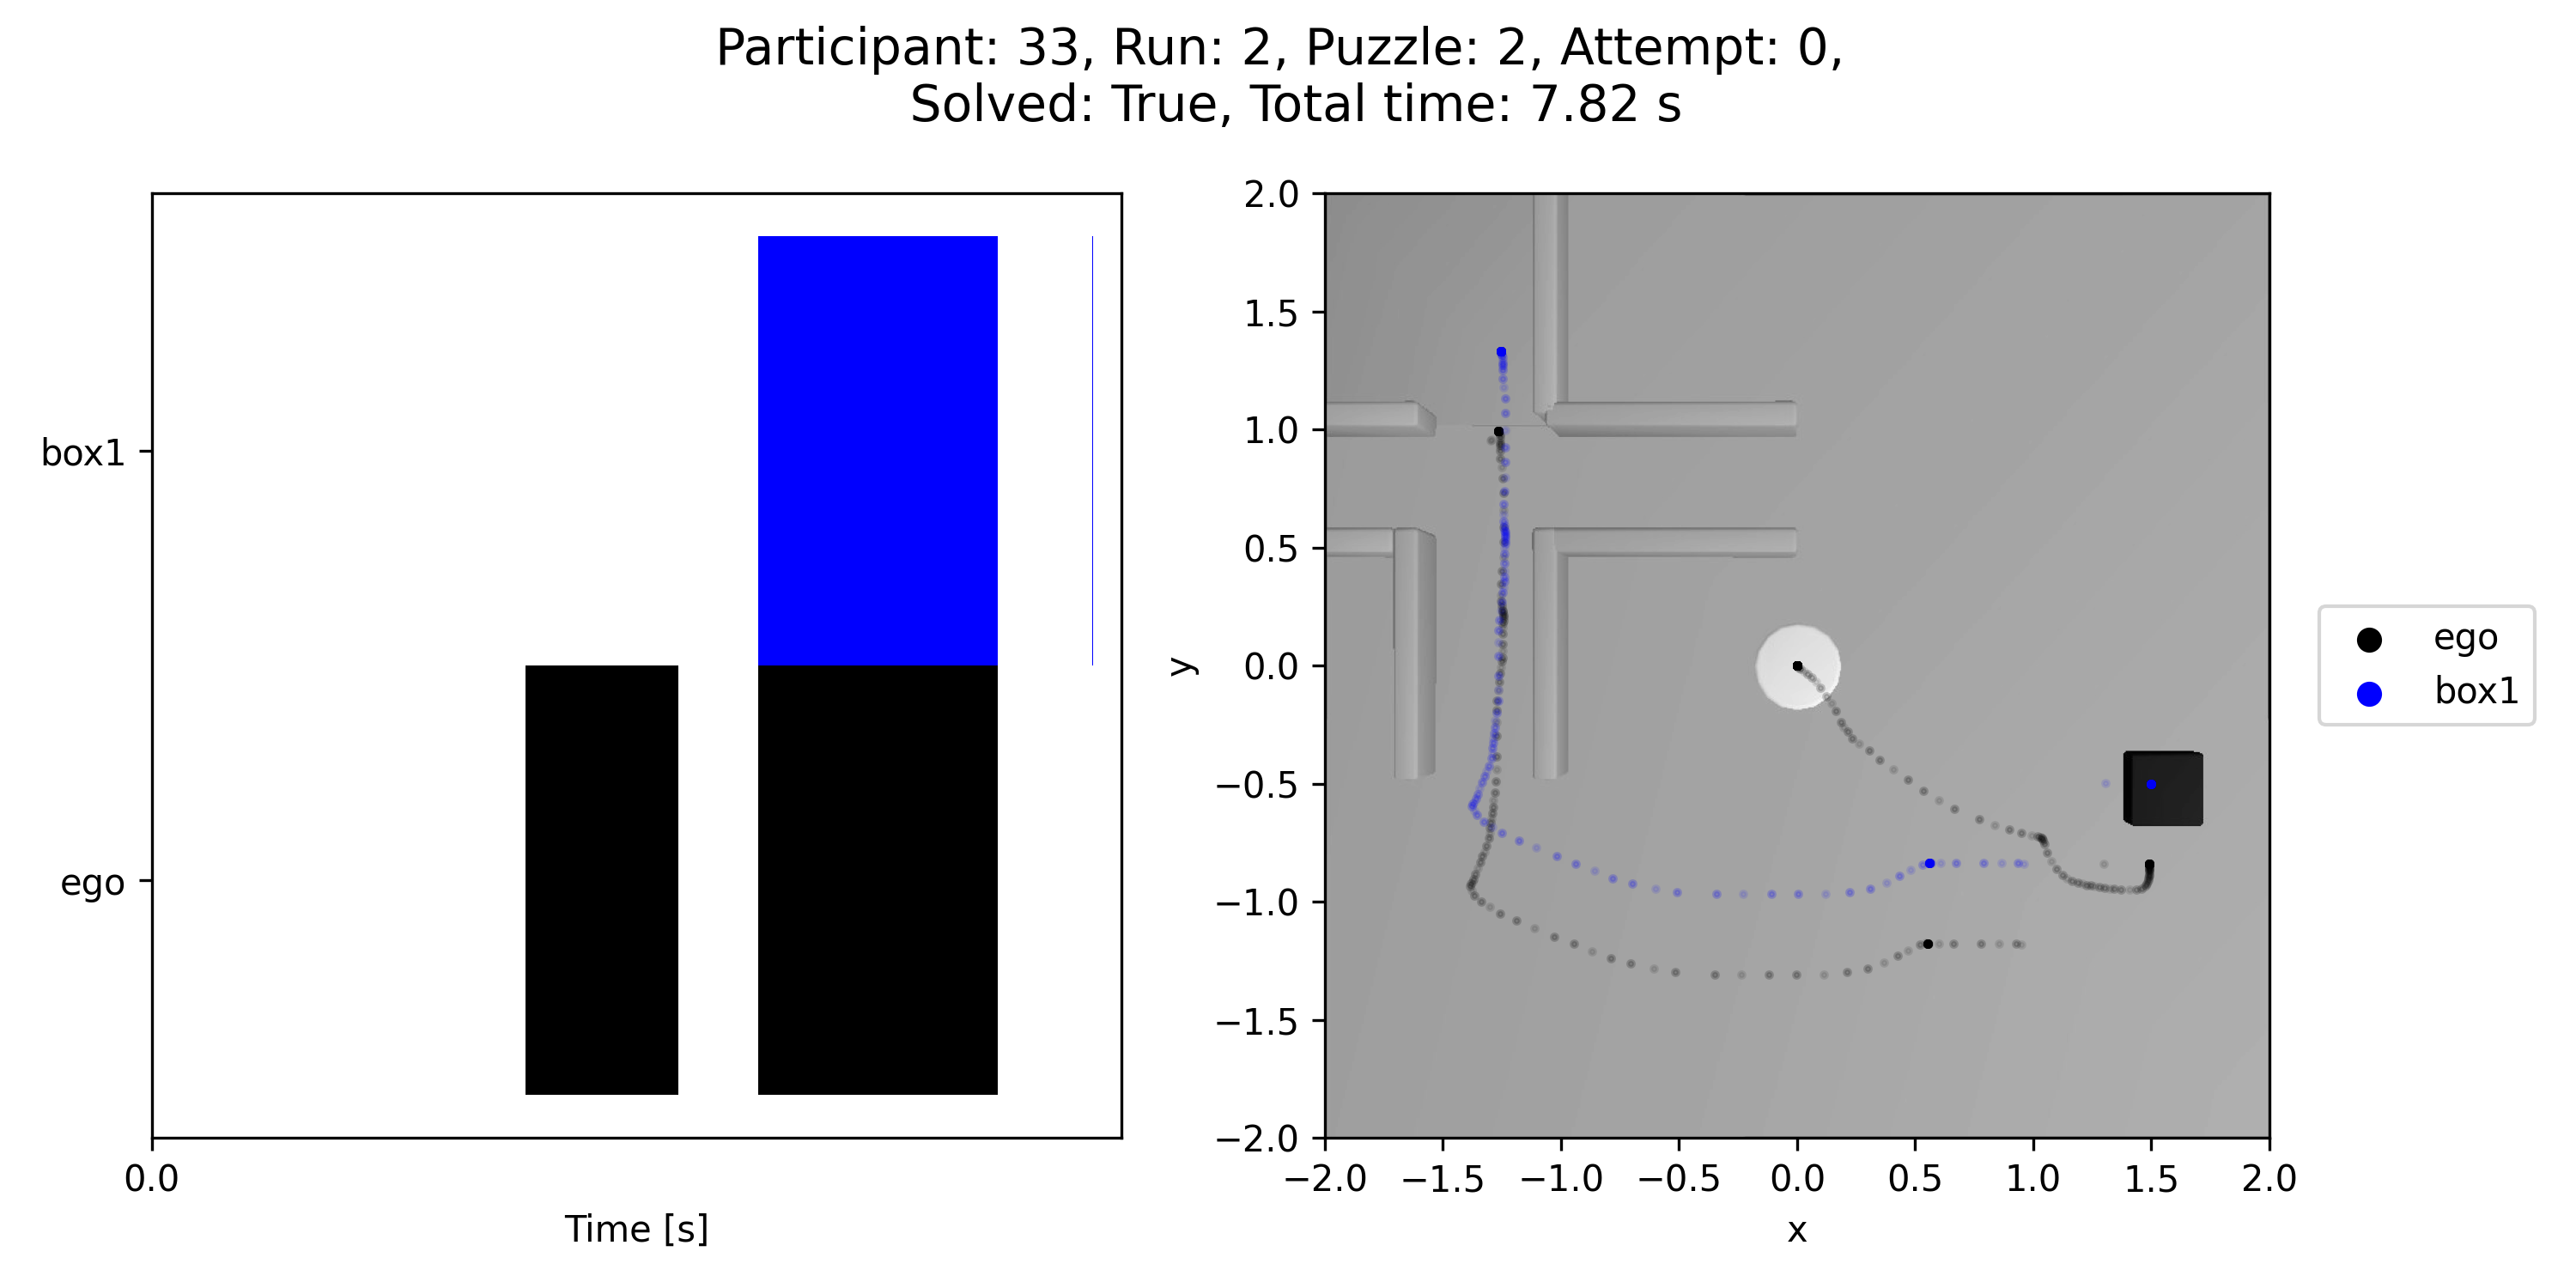 Participant: 33, Run: 2, Puzzle: 2, Attempt: 0,
Solved: True, Total time: 7.82 s
box1
ego
0.0
Time [s]
2.0
1.5
1.0
0.5
0.0
−0.5
−1.0
−1.5
−2.0
y
−2.0 −1.5 −1.0 −0.5 0.0 0.5 1.0 1.5 2.0
x
ego
box1